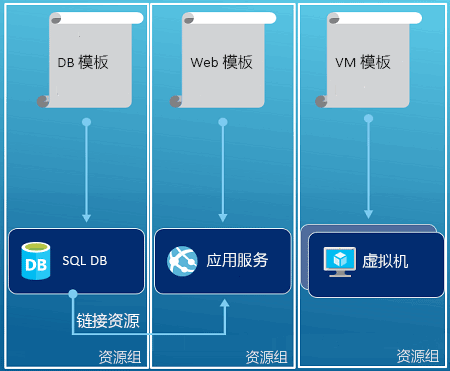 DB 模板
Web 模板
VM 模板
DB
SQL DB
应用服务
虚拟机
链接资源
资源组
资源组
资源组